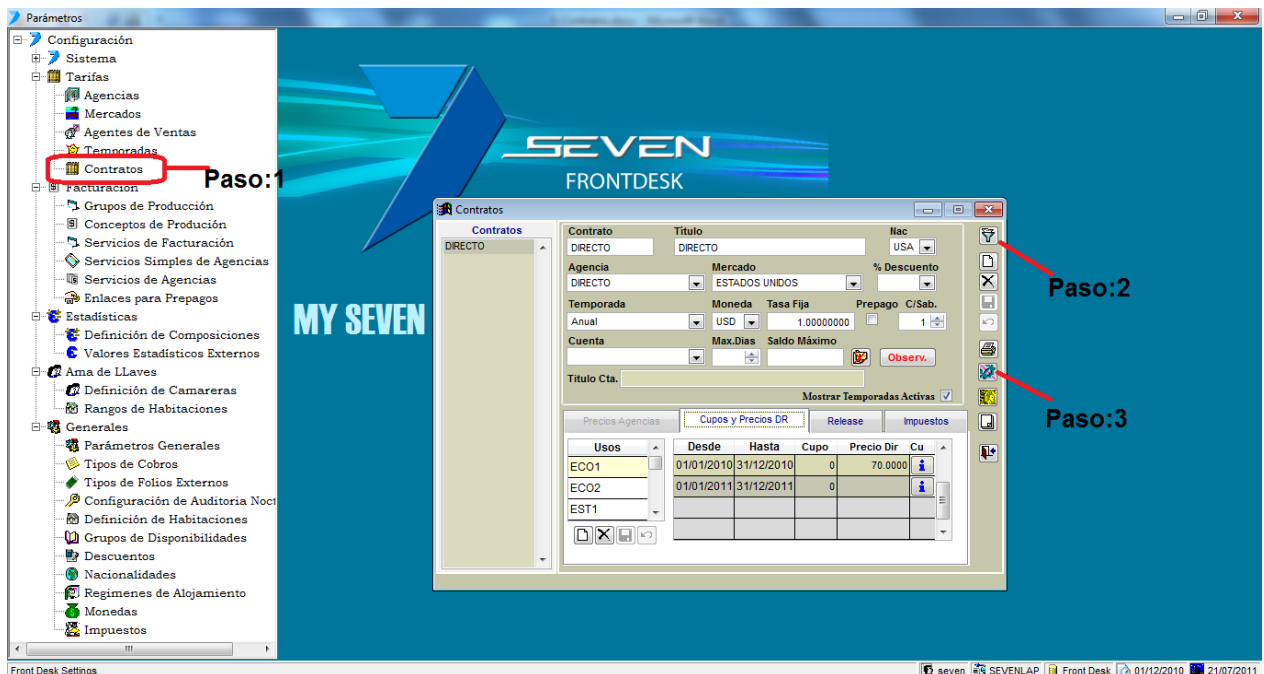 Parámetros
Configuración
Sistema
Tarifas
Agencias
Mercados
Agentes de Ventas
Temporadas
Contratos
Paso:1
Facturación
Grupos de Producción
Conceptos de Produción
Servicios de Facturación
Servicios Simples de Agencias
Servicios de Agencias
Enlaces para Prepagos
Estadísticas
Definición de Composiciones
Valores Estadísticos Externos
Ama de LLaves
Definición de Camareras
Rangos de Habitaciones
Generales
Parámetros Generales
Tipos de Cobros
Tipos de Folios Externos
Configuración de Auditoria Noct
Definición de Habitaciones
Grupos de Disponibilidades
Descuentos
Nacionalidades
Regimenes de Alojamiento
Monedas
Impuestos
SEVEN
FRONTDESK
MY SEVEN
Contratos
Contratos
DIRECTO
Contrato Título Nac
DIRECTO DIRECTO USA
Agencia Mercado % Descuento
DIRECTO ESTADOS UNIDOS
Temporada Moneda Tasa Fija Prepago C/Sab.
Anual USD 1.00000000 1
Cuenta Max.Dias Saldo Máximo
Observ.
Titulo Cta.
Mostrar Temporadas Activas
Precios Agencias Cupos y Precios DR Release Impuestos
Usos Desde Hasta Cupo Precio Dir Cu
ECO1 01/01/2010 31/12/2010 0 70.0000
ECO2 01/01/2011 31/12/2011 0
EST1
Paso:2
Paso:3
Front Desk Settings seven SEVENLAP Front Desk 01/12/2010 21/07/2011